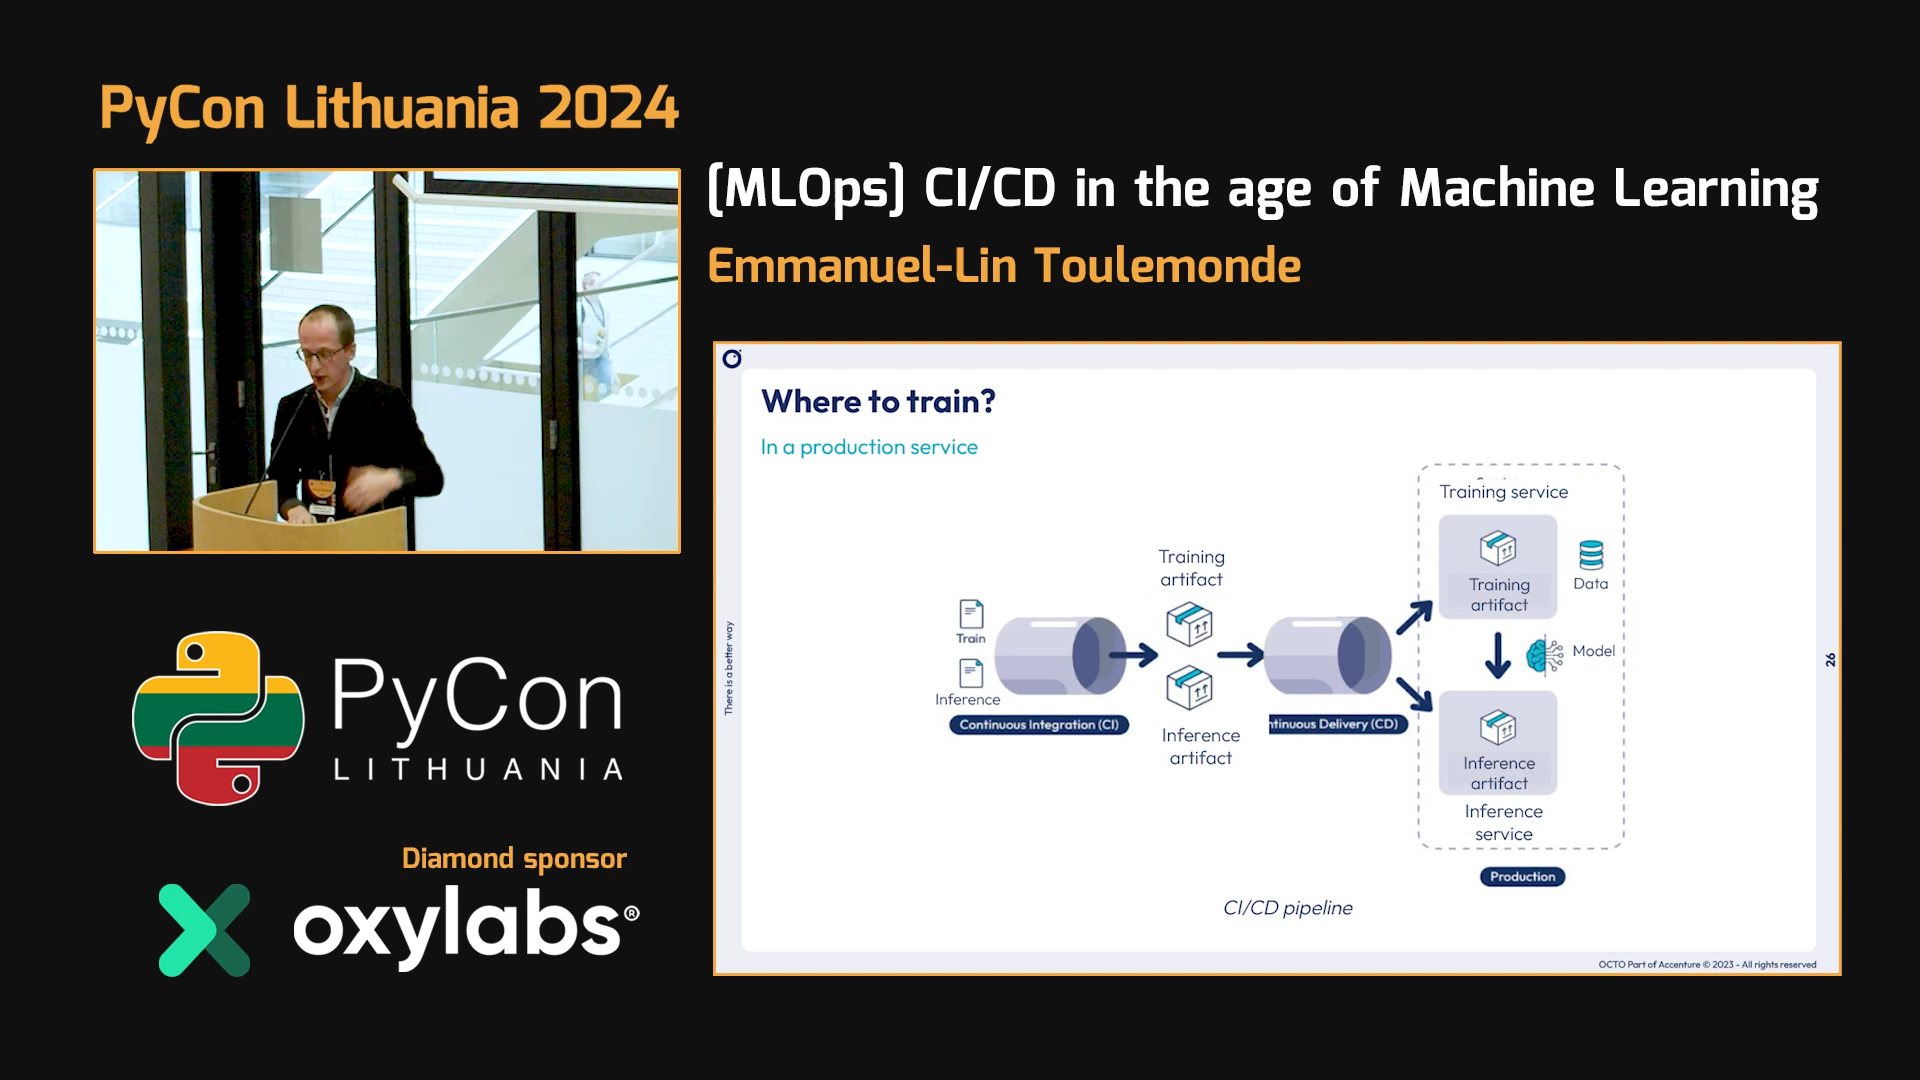 PyCon Lithuania 2024
[MLOps] CI/CD in the age of Machine Learning
Emmanuel-Lin Toulemonde
Where to train?
In a production service
Training service
Training
artifact
Data
Training
artifact
Train
Inference
Model
Continuous Integration (CI)
Inference
artifact
ntinuous Delivery (CD)
Inference
artifact
Inference
service
Production
CI/CD pipeline
There is a better way
26
OCTO Part of Accenture © 2023 - All rights reserved
PyCon
LITHUANIA
Diamond sponsor
oxylabs®